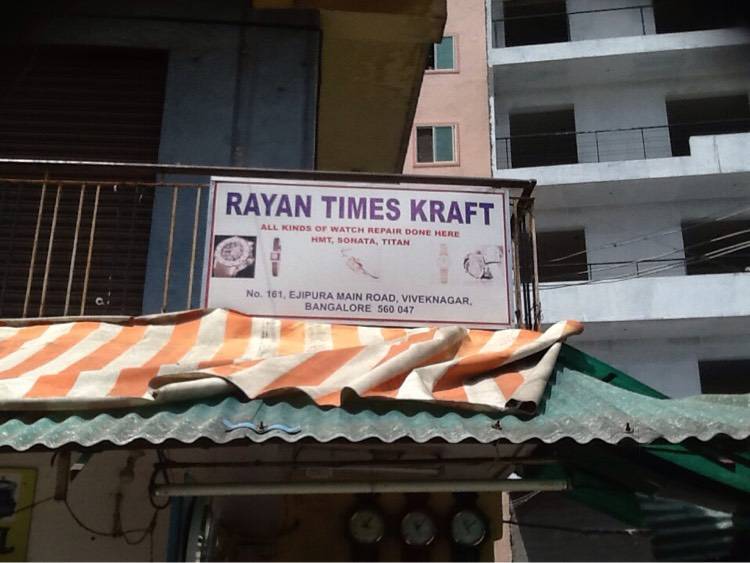 RAYAN TIMES KRAFT
ALL KINDS OF WATCH REPAIR DONE HERE
HMT, SONATA, TITAN
No. 161, EJIPURA MAIN ROAD, VIVEKNAGAR,
BANGALORE 560 047